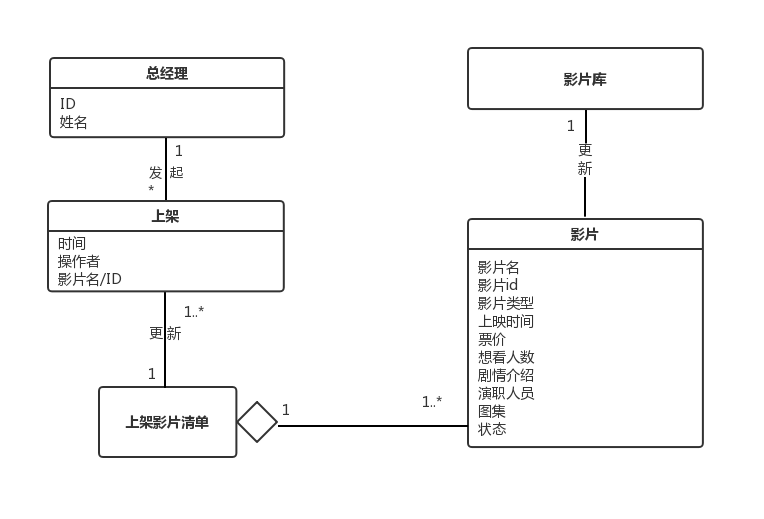 总经理
ID
姓名
1
发起
*
上架
时间
操作者
影片名/ID
1..*
更新
1
上架影片清单
1
1..*
影片库
1
更
新
影片
影片名
影片id
影片类型
上映时间
票价
想看人数
剧情介绍
演职人员
图集
状态